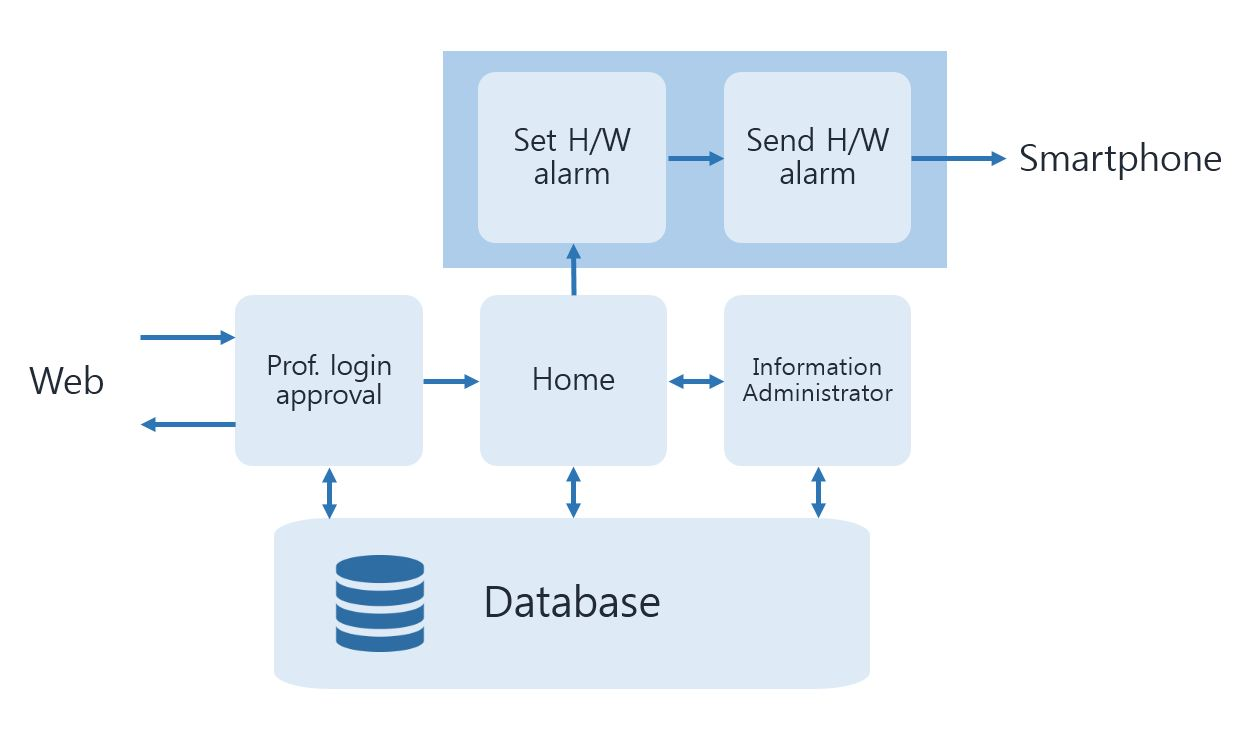 Set H/W
alarm
Send H/W
alarm
Smartphone
Web
Prof. login
approval
Home
Information
Administrator
Database